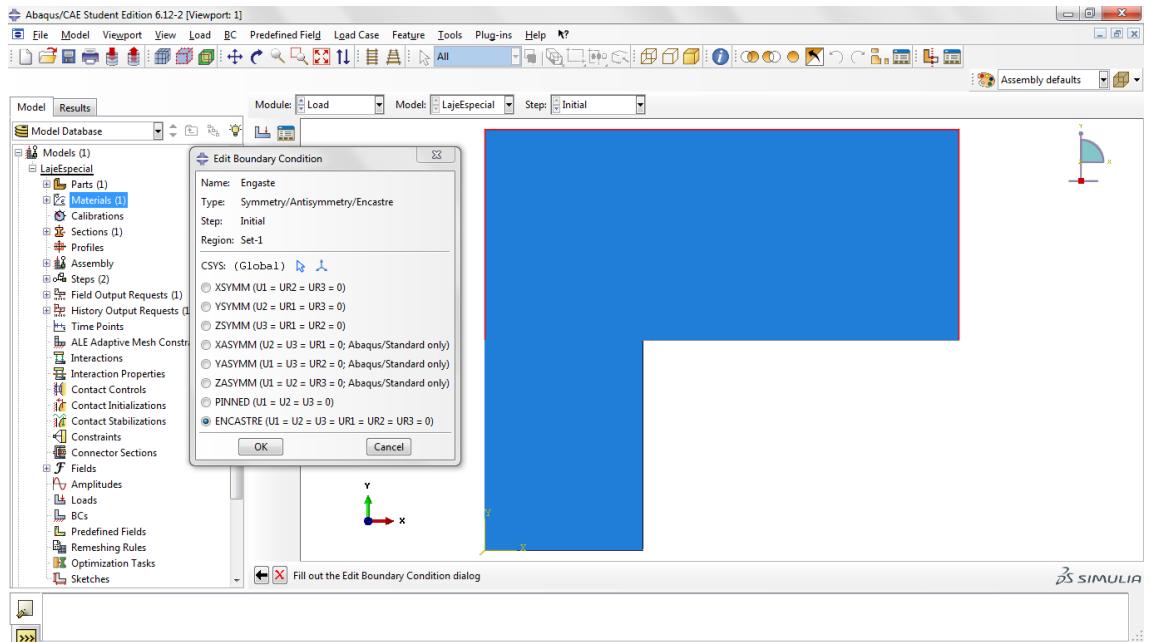 Abaqus/CAE Student Edition 6.12-2 [Viewport: 1]
File Model Viewport View Load BC Predefined Field Load Case Feature Tools Plug-ins Help
All
Assembly defaults
Model Results
Module: Load Model: LajeEspecial Step: Initial
Model Database
Models (1)
LajeEspecial
Parts (1)
Materials (1)
Calibrations
Sections (1)
Profiles
Assembly
Steps (2)
Field Output Requests (1)
History Output Requests (1
Time Points
ALE Adaptive Mesh Constr
Interactions
Interaction Properties
Contact Controls
Contact Initializations
Contact Stabilizations
Constraints
Connector Sections
Fields
Amplitudes
Loads
BCs
Predefined Fields
Remeshing Rules
Optimization Tasks
Sketches
Edit Boundary Condition
Name: Engaste
Type: Symmetry/Antisymmetry/Encastre
Step: Initial
Region: Set-1
CSYS: (Global)
XSYMM (U1 = UR2 = UR3 = 0)
YSYMM (U2 = UR1 = UR3 = 0)
ZSYMM (U3 = UR1 = UR2 = 0)
XASYMM (U2 = U3 = UR1 = 0; Abaqus/Standard only)
YASYMM (U1 = U3 = UR2 = 0; Abaqus/Standard only)
ZASYMM (U1 = U2 = UR3 = 0; Abaqus/Standard only)
PINNED (U1 = U2 = U3 = 0)
ENCASTRE (U1 = U2 = U3 = UR1 = UR2 = UR3 = 0)
OK Cancel
Y
X
Y
X
Y
X
Fill out the Edit Boundary Condition dialog
SIMULIA
>>>